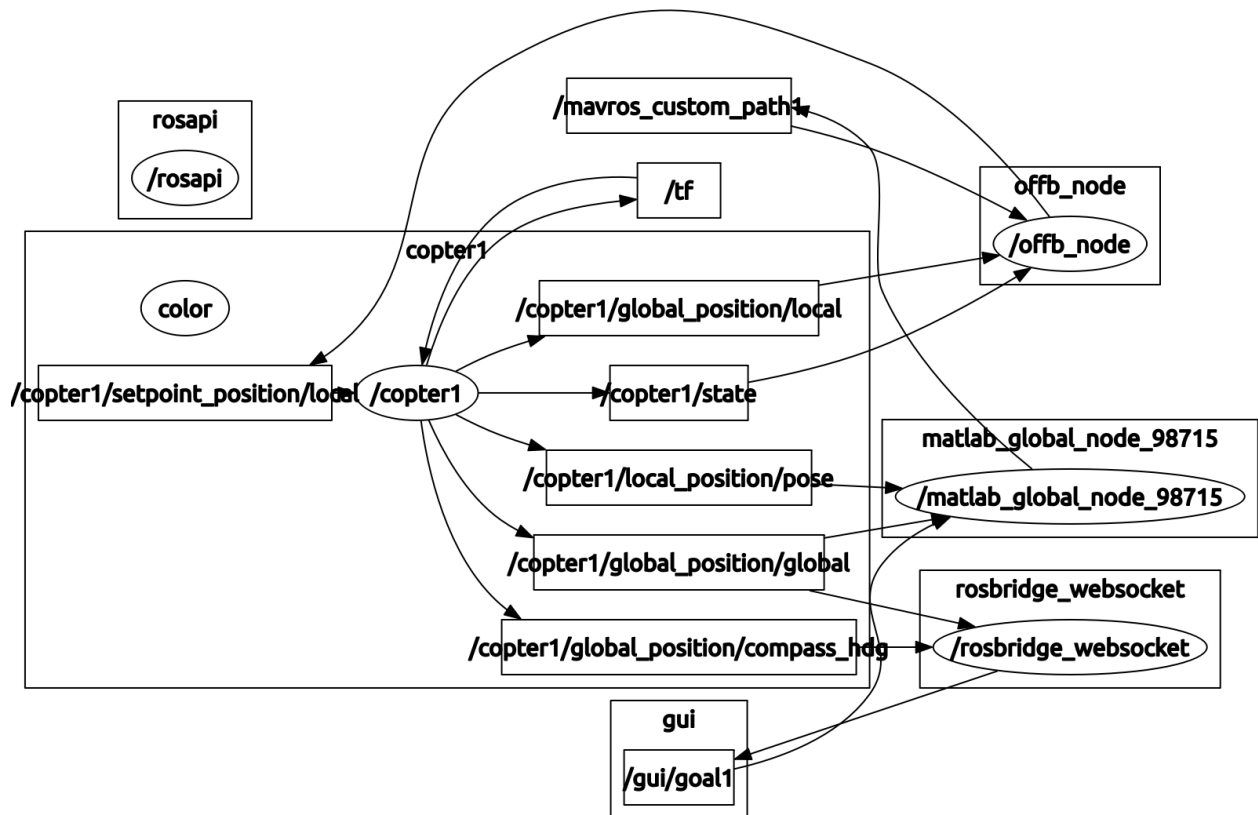 /mavros_custom_path1
rosapi
/rosapi
/tf
offb_node
/offb_node
copter1
color
/copter1/global_position/local
/copter1/setpoint_position/local
/copter1
/copter1/state
matlab_global_node_98715
/matlab_global_node_98715
/copter1/local_position/pose
/copter1/global_position/global
rosbridge_websocket
/rosbridge_websocket
/copter1/global_position/compass_hdg
gui
/gui/goal1